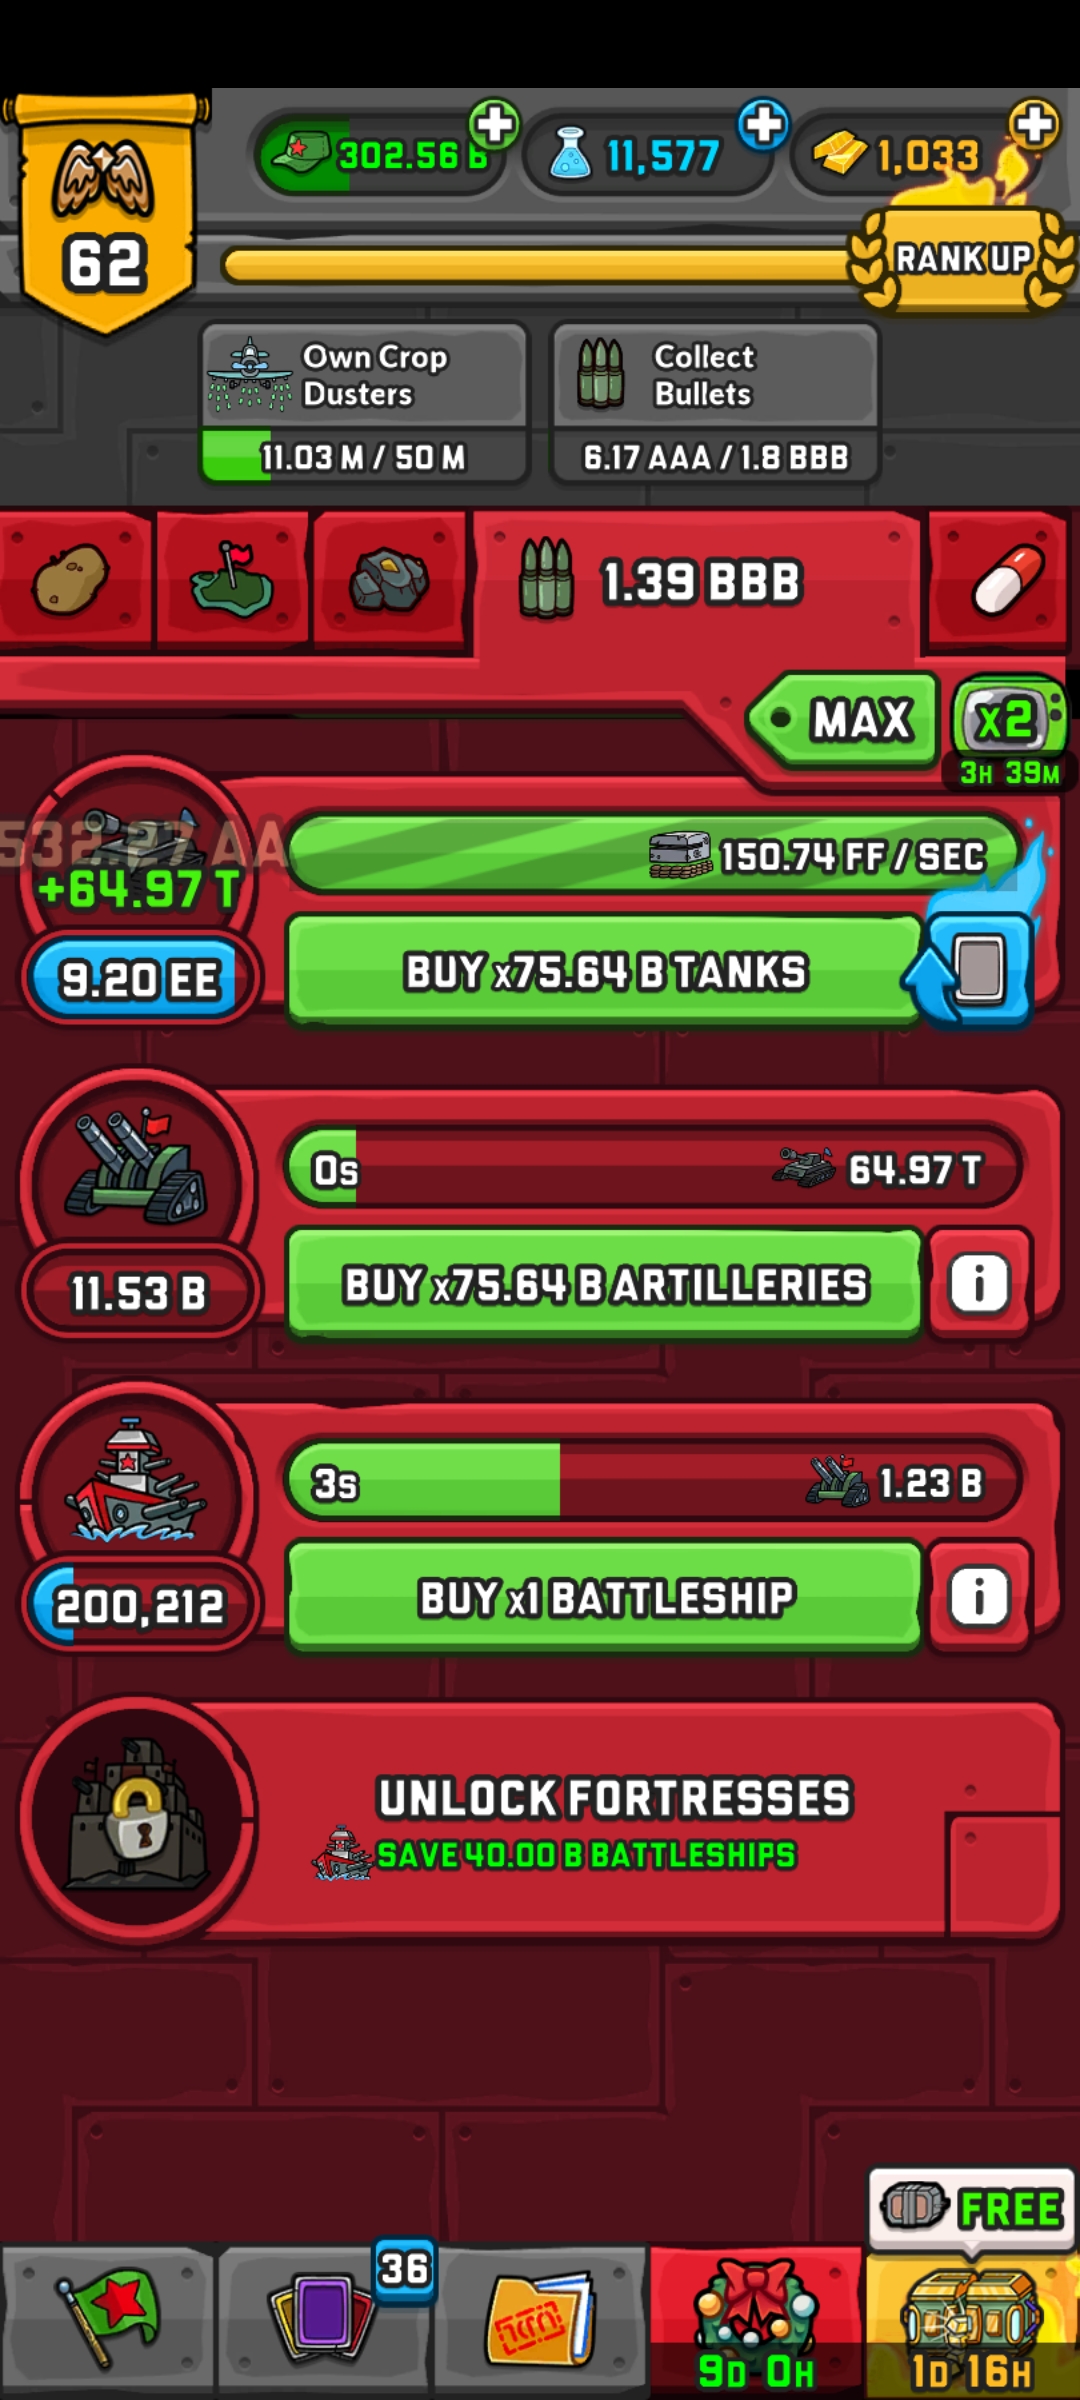 302.56 B
11,577
1,033
62
RANK UP
Own Crop
Dusters
11.03 M / 50 M
Collect
Bullets
6.17 AAA / 1.8 BBB
1.39 BBB
MAX
x2
3H 39M
532.27 AA
+64.97 T
150.74 FF / SEC
9.20 EE
BUY x75.64 B TANKS
0s
64.97 T
11.53 B
BUY x75.64 B ARTILLERIES
i
3s
1.23 B
200,212
BUY x1 BATTLESHIP
i
UNLOCK FORTRESSES
SAVE 40.00 B BATTLESHIPS
FREE
36
9D 0H
1D 16H